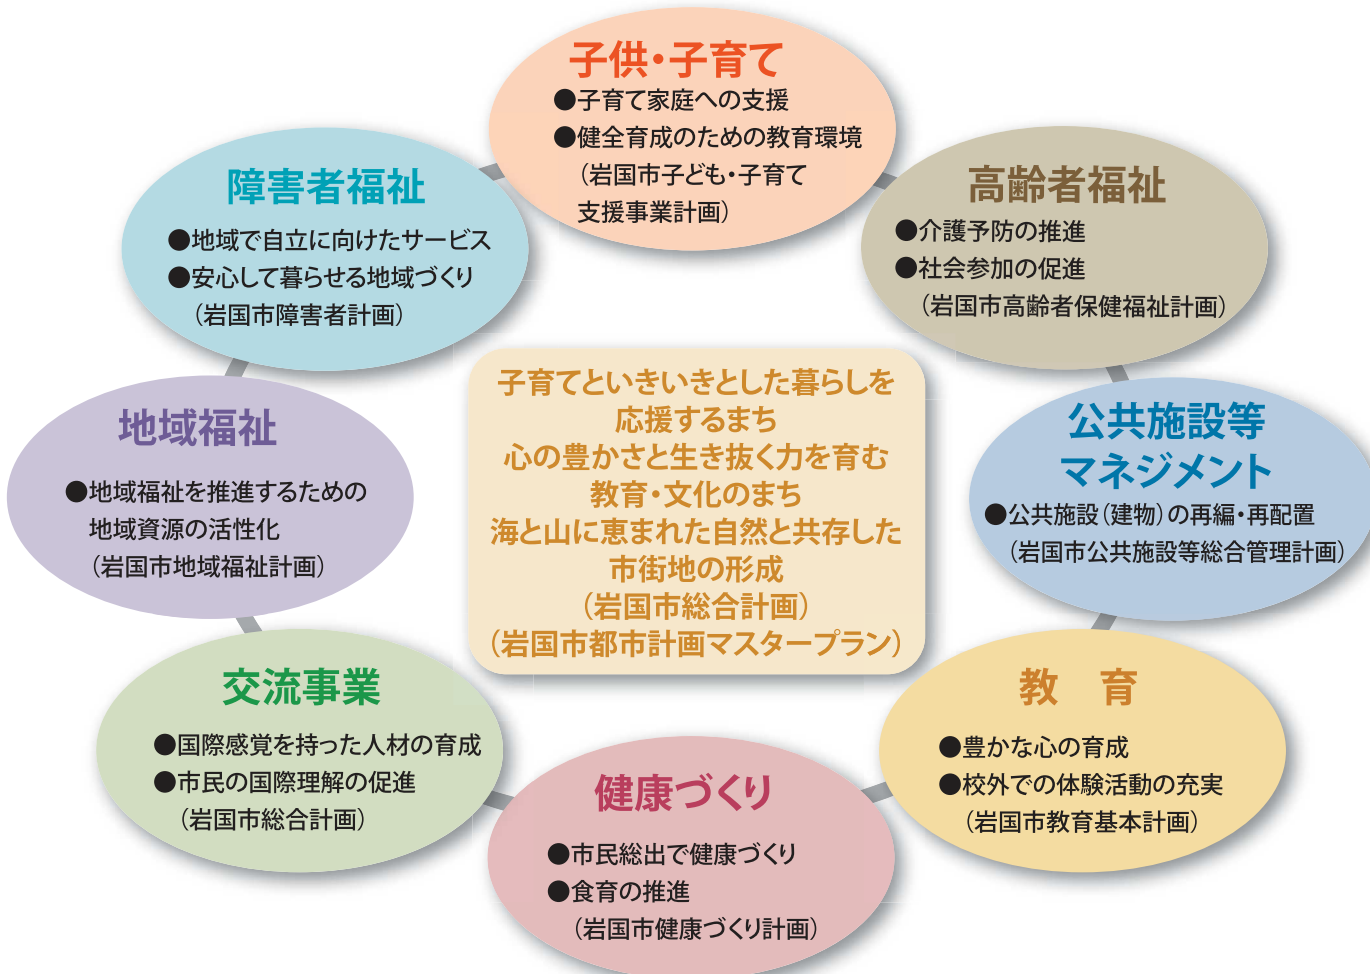 子供・子育て
●子育て家庭への支援
●健全育成のための教育環境
(岩国市子ども・子育て
支援事業計画)
障害者福祉
●地域で自立に向けたサービス
●安心して暮らせる地域づくり
(岩国市障害者計画)
高齢者福祉
●介護予防の推進
●社会参加の促進
(岩国市高齢者保健福祉計画)
地域福祉
●地域福祉を推進するための
地域資源の活性化
(岩国市地域福祉計画)
子育てといきいきとした暮らしを
応援するまち
心の豊かさと生き抜く力を育む
教育・文化のまち
海と山に恵まれた自然と共存した
市街地の形成
(岩国市総合計画)
(岩国市都市計画マスタープラン)
公共施設等
マネジメント
●公共施設(建物)の再編・再配置
(岩国市公共施設等総合管理計画)
交流事業
●国際感覚を持った人材の育成
●市民の国際理解の促進
(岩国市総合計画)
健康づくり
●市民総出で健康づくり
●食育の推進
(岩国市健康づくり計画)
教　育
●豊かな心の育成
●校外での体験活動の充実
(岩国市教育基本計画)